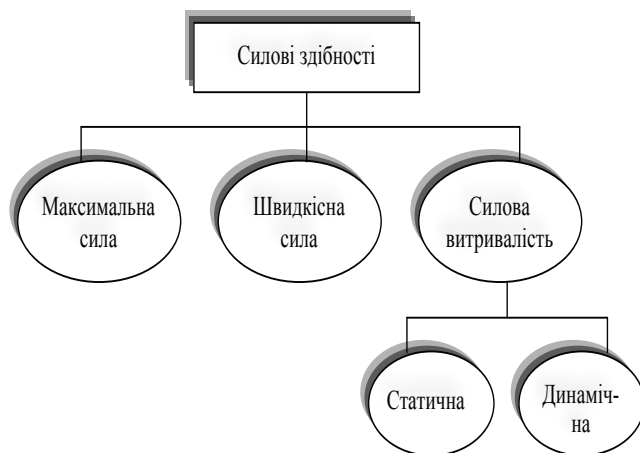 Силові здібності
Максимальна
сила
Швидкісна
сила
Силова
витривалість
Статична
Динаміч-
на